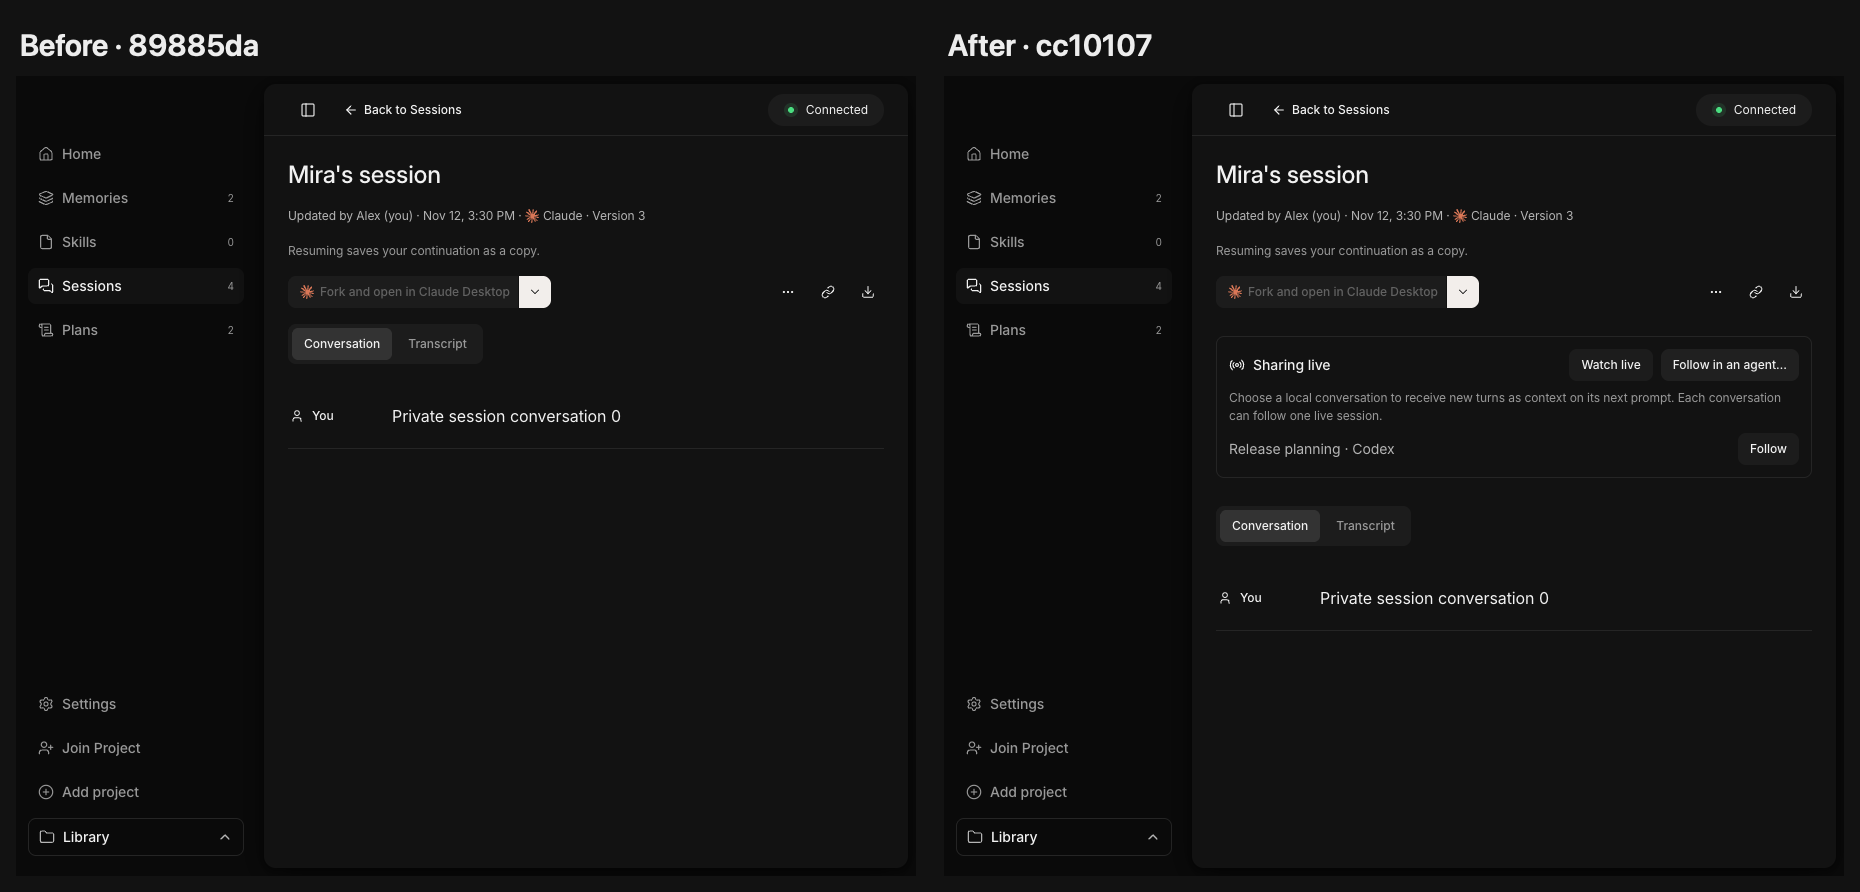 Before · 89885da
Back to Sessions
Connected
Home
Memories 2
Skills 0
Sessions 4
Plans 2
Settings
Join Project
Add project
Library
Mira's session
Updated by Alex (you) · Nov 12, 3:30 PM · Claude · Version 3
Resuming saves your continuation as a copy.
Fork and open in Claude Desktop
Conversation Transcript
You Private session conversation 0
After · cc10107
Back to Sessions
Connected
Home
Memories 2
Skills 0
Sessions 4
Plans 2
Settings
Join Project
Add project
Library
Mira's session
Updated by Alex (you) · Nov 12, 3:30 PM · Claude · Version 3
Resuming saves your continuation as a copy.
Fork and open in Claude Desktop
Sharing live
Watch live
Follow in an agent...
Choose a local conversation to receive new turns as context on its next prompt. Each conversation
can follow one live session.
Release planning · Codex
Follow
Conversation Transcript
You Private session conversation 0